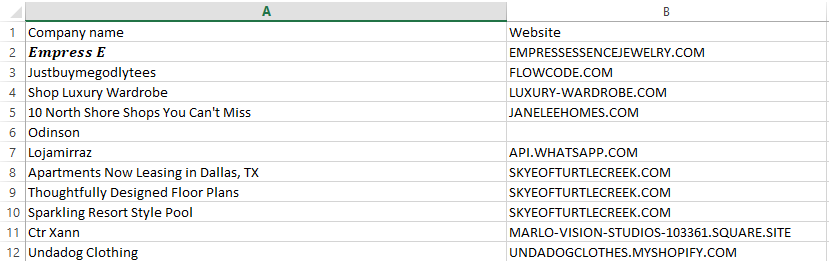 A B
1 Company name Website
2 Empress E EMPRESSESSENCEJEWELRY.COM
3 Justbuymegodlytees FLOWCODE.COM
4 Shop Luxury Wardrobe LUXURY-WARDROBE.COM
5 10 North Shore Shops You Can't Miss JANELEEHOMES.COM
6 Odinson
7 Lojamirraz API.WHATSAPP.COM
8 Apartments Now Leasing in Dallas, TX SKYEOFTURTLECREEK.COM
9 Thoughtfully Designed Floor Plans SKYEOFTURTLECREEK.COM
10 Sparkling Resort Style Pool SKYEOFTURTLECREEK.COM
11 Ctr Xann MARLO-VISION-STUDIOS-103361.SQUARE.SITE
12 Undadog Clothing UNDADOGCLOTHES.MYSHOPIFY.COM